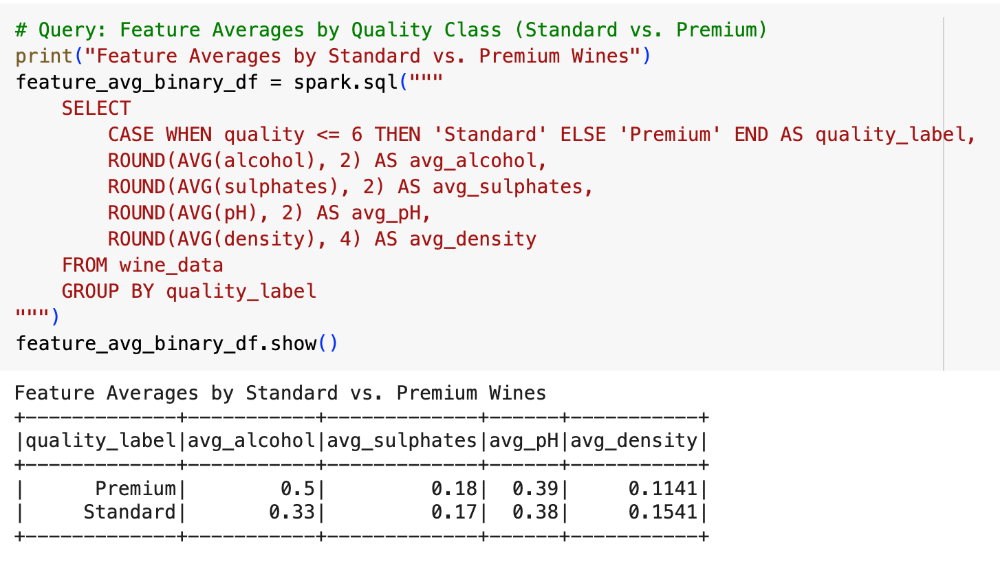 # Query: Feature Averages by Quality Class (Standard vs. Premium)
print("Feature Averages by Standard vs. Premium Wines")
feature_avg_binary_df = spark.sql("""
    SELECT
        CASE WHEN quality <= 6 THEN 'Standard' ELSE 'Premium' END AS quality_label,
        ROUND(AVG(alcohol), 2) AS avg_alcohol,
        ROUND(AVG(sulphates), 2) AS avg_sulphates,
        ROUND(AVG(pH), 2) AS avg_pH,
        ROUND(AVG(density), 4) AS avg_density
    FROM wine_data
    GROUP BY quality_label
""")
feature_avg_binary_df.show()
Feature Averages by Standard vs. Premium Wines
+-------------+-----------+-------------+------+-----------+
|quality_label|avg_alcohol|avg_sulphates|avg_pH|avg_density|
+-------------+-----------+-------------+------+-----------+
|      Premium|        0.5|         0.18|  0.39|     0.1141|
|     Standard|       0.33|         0.17|  0.38|     0.1541|
+-------------+-----------+-------------+------+-----------+